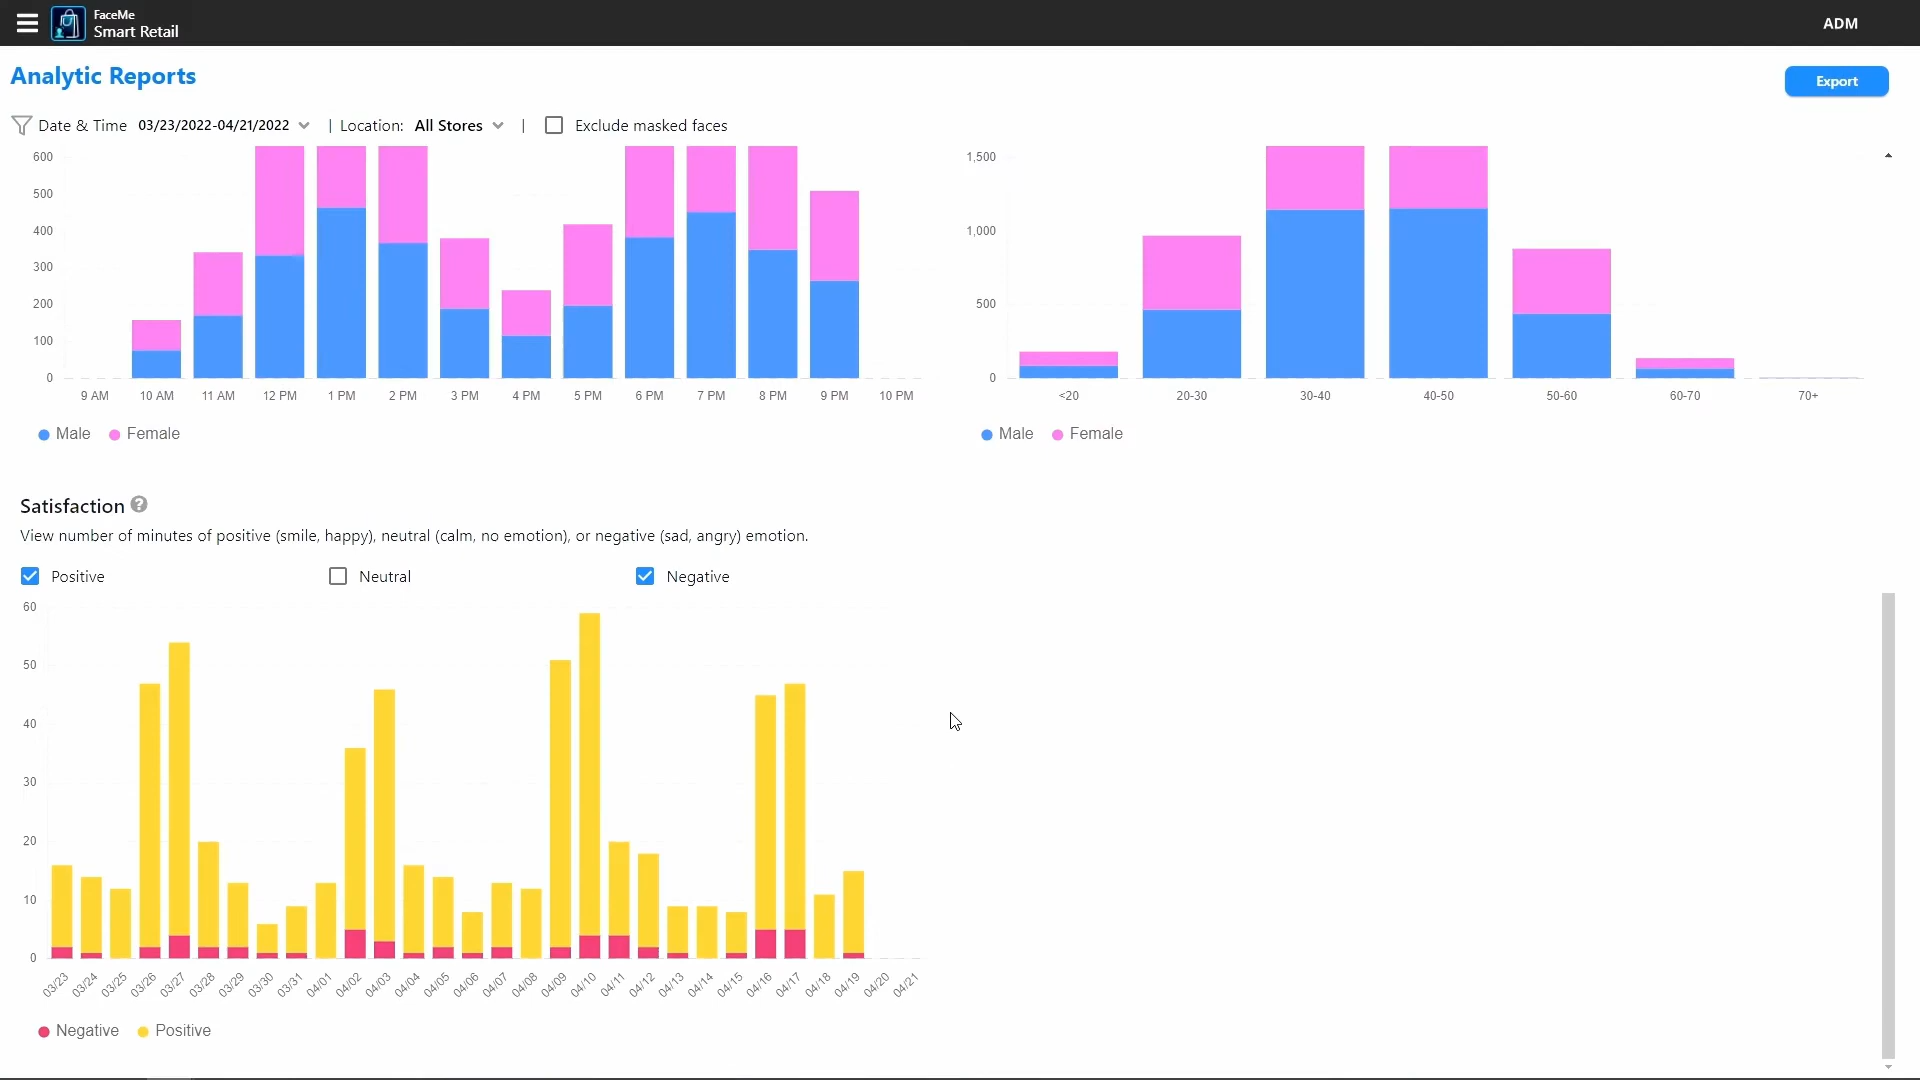 FaceMe
Smart Retail
ADM
Analytic Reports
Export
Date & Time 03/23/2022-04/21/2022 | Location: All Stores | Exclude masked faces
600
500
400
300
200
100
0
9 AM 10 AM 11 AM 12 PM 1 PM 2 PM 3 PM 4 PM 5 PM 6 PM 7 PM 8 PM 9 PM 10 PM
Male Female
1,500
1,000
500
0
<20 20-30 30-40 40-50 50-60 60-70 70+
Male Female
Satisfaction ?
View number of minutes of positive (smile, happy), neutral (calm, no emotion), or negative (sad, angry) emotion.
Positive Neutral Negative
60
50
40
30
20
10
0
03/23 03/24 03/25 03/26 03/27 03/28 03/29 03/30 03/31 04/01 04/02 04/03 04/04 04/05 04/06 04/07 04/08 04/09 04/10 04/11 04/12 04/13 04/14 04/15 04/16 04/17 04/18 04/19 04/20 04/21
Negative Positive